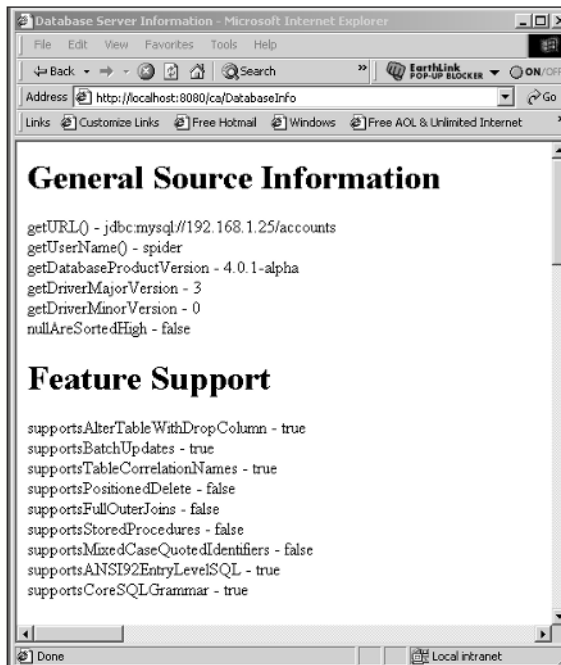 Database Server Information - Microsoft Internet Explorer
File Edit View Favorites Tools Help
Back Search » EarthLink POP-UP BLOCKER ON/OFF
Address http://localhost:8080/ca/DatabaseInfo Go
Links Customize Links Free Hotmail Windows Free AOL & Unlimited Internet »
General Source Information
getURL() - jdbc:mysql://192.168.1.25/accounts
getUserName() - spider
getDatabaseProductVersion - 4.0.1-alpha
getDriverMajorVersion - 3
getDriverMinorVersion - 0
nullAreSortedHigh - false
Feature Support
supportsAlterTableWithDropColumn - true
supportsBatchUpdates - true
supportsTableCorrelationNames - true
supportsPositionedDelete - false
supportsFullOuterJoins - false
supportsStoredProcedures - false
supportsMixedCaseQuotedIdentifiers - false
supportsANSI92EntryLevelSQL - true
supportsCoreSQLGrammar - true
Done Local intranet